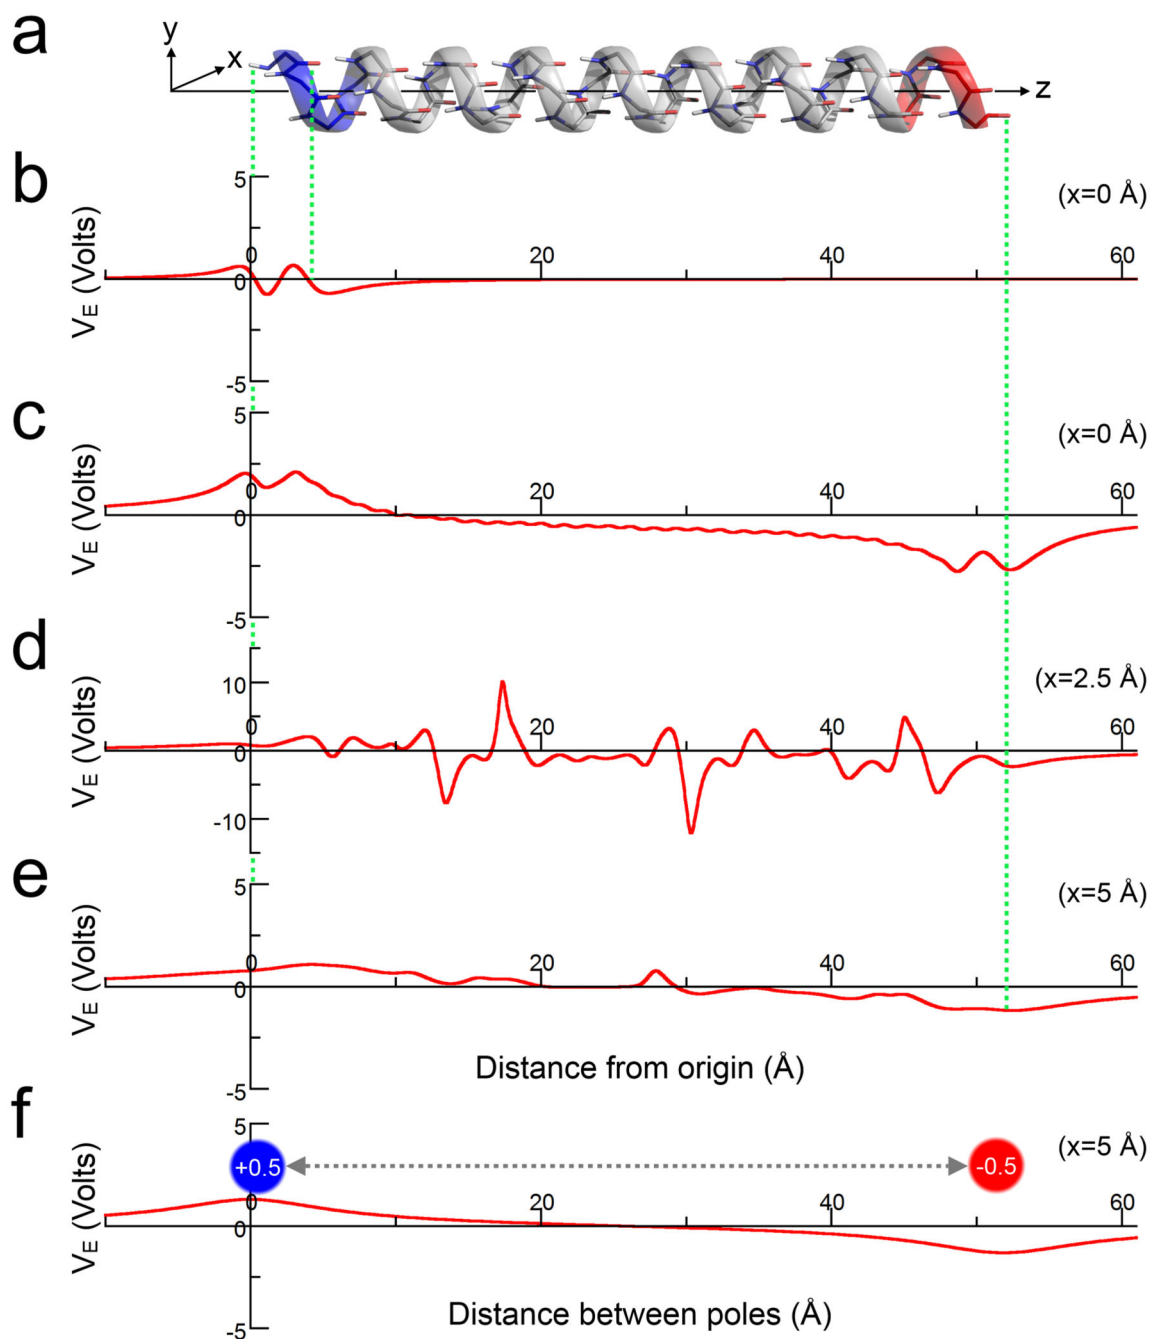 a
y
x
z
b
5
(x=0 Å)
V_E (Volts)
0
20
40
60
0
-5
c
5
(x=0 Å)
V_E (Volts)
0
20
40
60
0
-5
d
10
(x=2.5 Å)
V_E (Volts)
0
20
40
60
0
-10
e
5
(x=5 Å)
V_E (Volts)
0
20
40
60
0
Distance from origin (Å)
-5
f
5
(x=5 Å)
+0.5
-0.5
V_E (Volts)
0
20
40
60
0
Distance between poles (Å)
-5